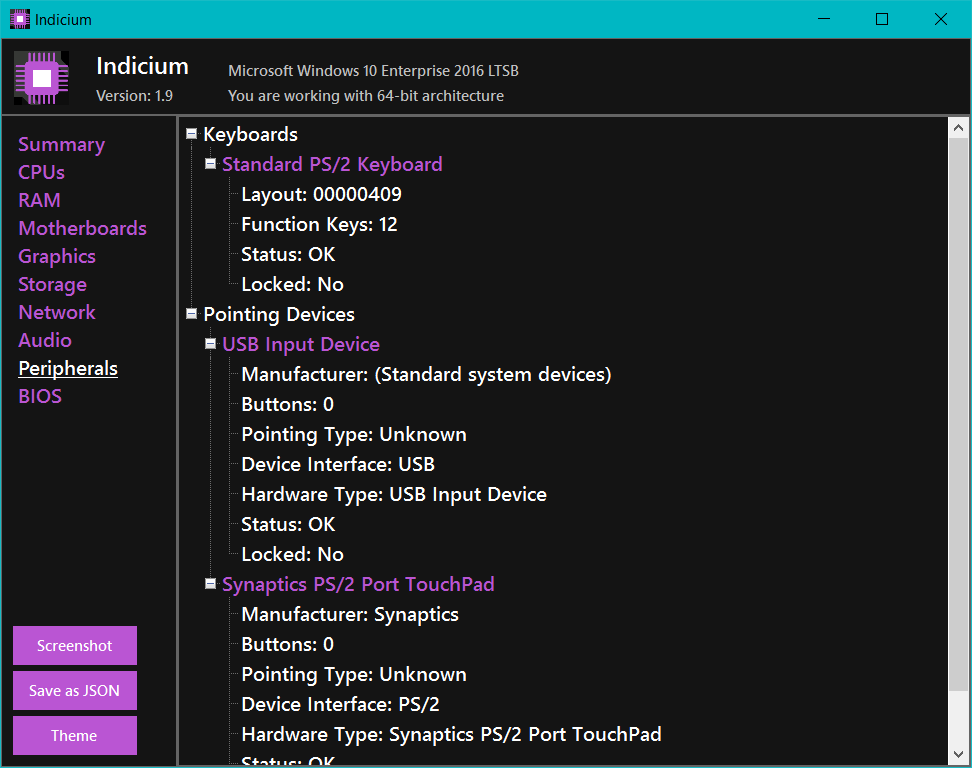 Indicium
Indicium
Version: 1.9
Microsoft Windows 10 Enterprise 2016 LTSB
You are working with 64-bit architecture
Summary
CPUs
RAM
Motherboards
Graphics
Storage
Network
Audio
Peripherals
BIOS
Screenshot
Save as JSON
Theme
Keyboards
Standard PS/2 Keyboard
Layout: 00000409
Function Keys: 12
Status: OK
Locked: No
Pointing Devices
USB Input Device
Manufacturer: (Standard system devices)
Buttons: 0
Pointing Type: Unknown
Device Interface: USB
Hardware Type: USB Input Device
Status: OK
Locked: No
Synaptics PS/2 Port TouchPad
Manufacturer: Synaptics
Buttons: 0
Pointing Type: Unknown
Device Interface: PS/2
Hardware Type: Synaptics PS/2 Port TouchPad
Status: OK